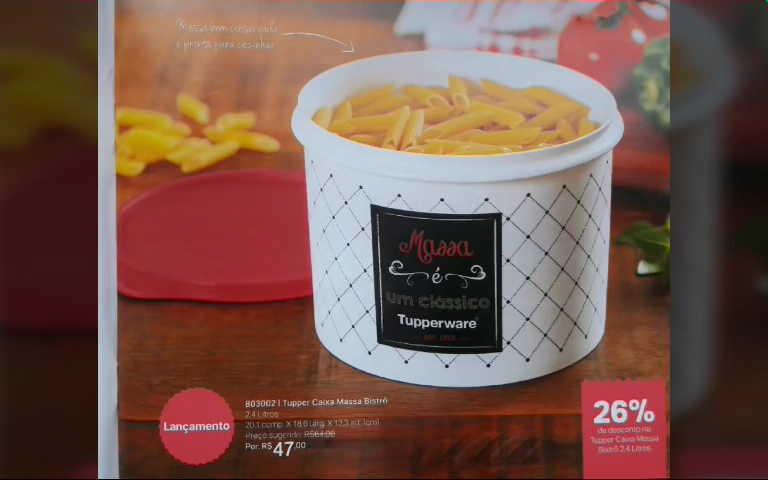 Massa bem conservada
e pronta para cozinhar
Massa
é
um clássico
Tupperware®
Lançamento
803002 | Tupper Caixa Massa Bistrô
2,4 Litros
20,1 comp. X 18,6 larg. X 13,3 alt. (cm)
Preço sugerido: R$64,00
Por: R$ 47,00
26%
de desconto na
Tupper Caixa Massa
Bistrô 2,4 Litros